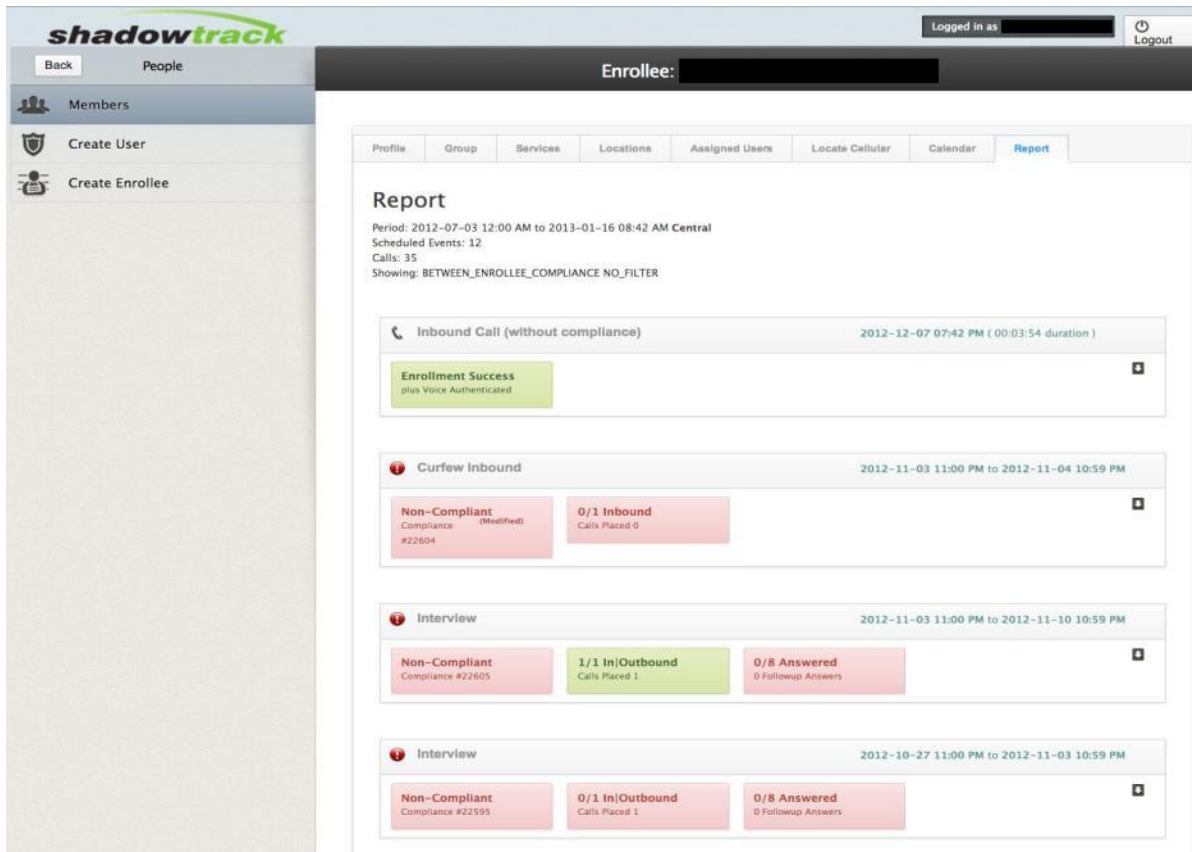 shadowtrack
Logged in as
Logout
Back
People
Enrollee:
Members
Create User
Create Enrollee
Profile
Group
Services
Locations
Assigned Users
Locate Cellular
Calendar
Report
Report
Period: 2012-07-03 12:00 AM to 2013-01-16 08:42 AM Central
Scheduled Events: 12
Calls: 35
Showing: BETWEEN_ENROLLEE_COMPLIANCE NO_FILTER
Inbound Call (without compliance)
2012-12-07 07:42 PM ( 00:03:54 duration )
Enrollment Success
plus Voice Authenticated
Curfew Inbound
2012-11-03 11:00 PM to 2012-11-04 10:59 PM
Non-Compliant
Compliance (Modified)
#22604
0/1 Inbound
Calls Placed 0
Interview
2012-11-03 11:00 PM to 2012-11-10 10:59 PM
Non-Compliant
Compliance #22605
1/1 In|Outbound
Calls Placed 1
0/8 Answered
0 Followup Answers
Interview
2012-10-27 11:00 PM to 2012-11-03 10:59 PM
Non-Compliant
Compliance #22595
0/1 In|Outbound
Calls Placed 1
0/8 Answered
0 Followup Answers